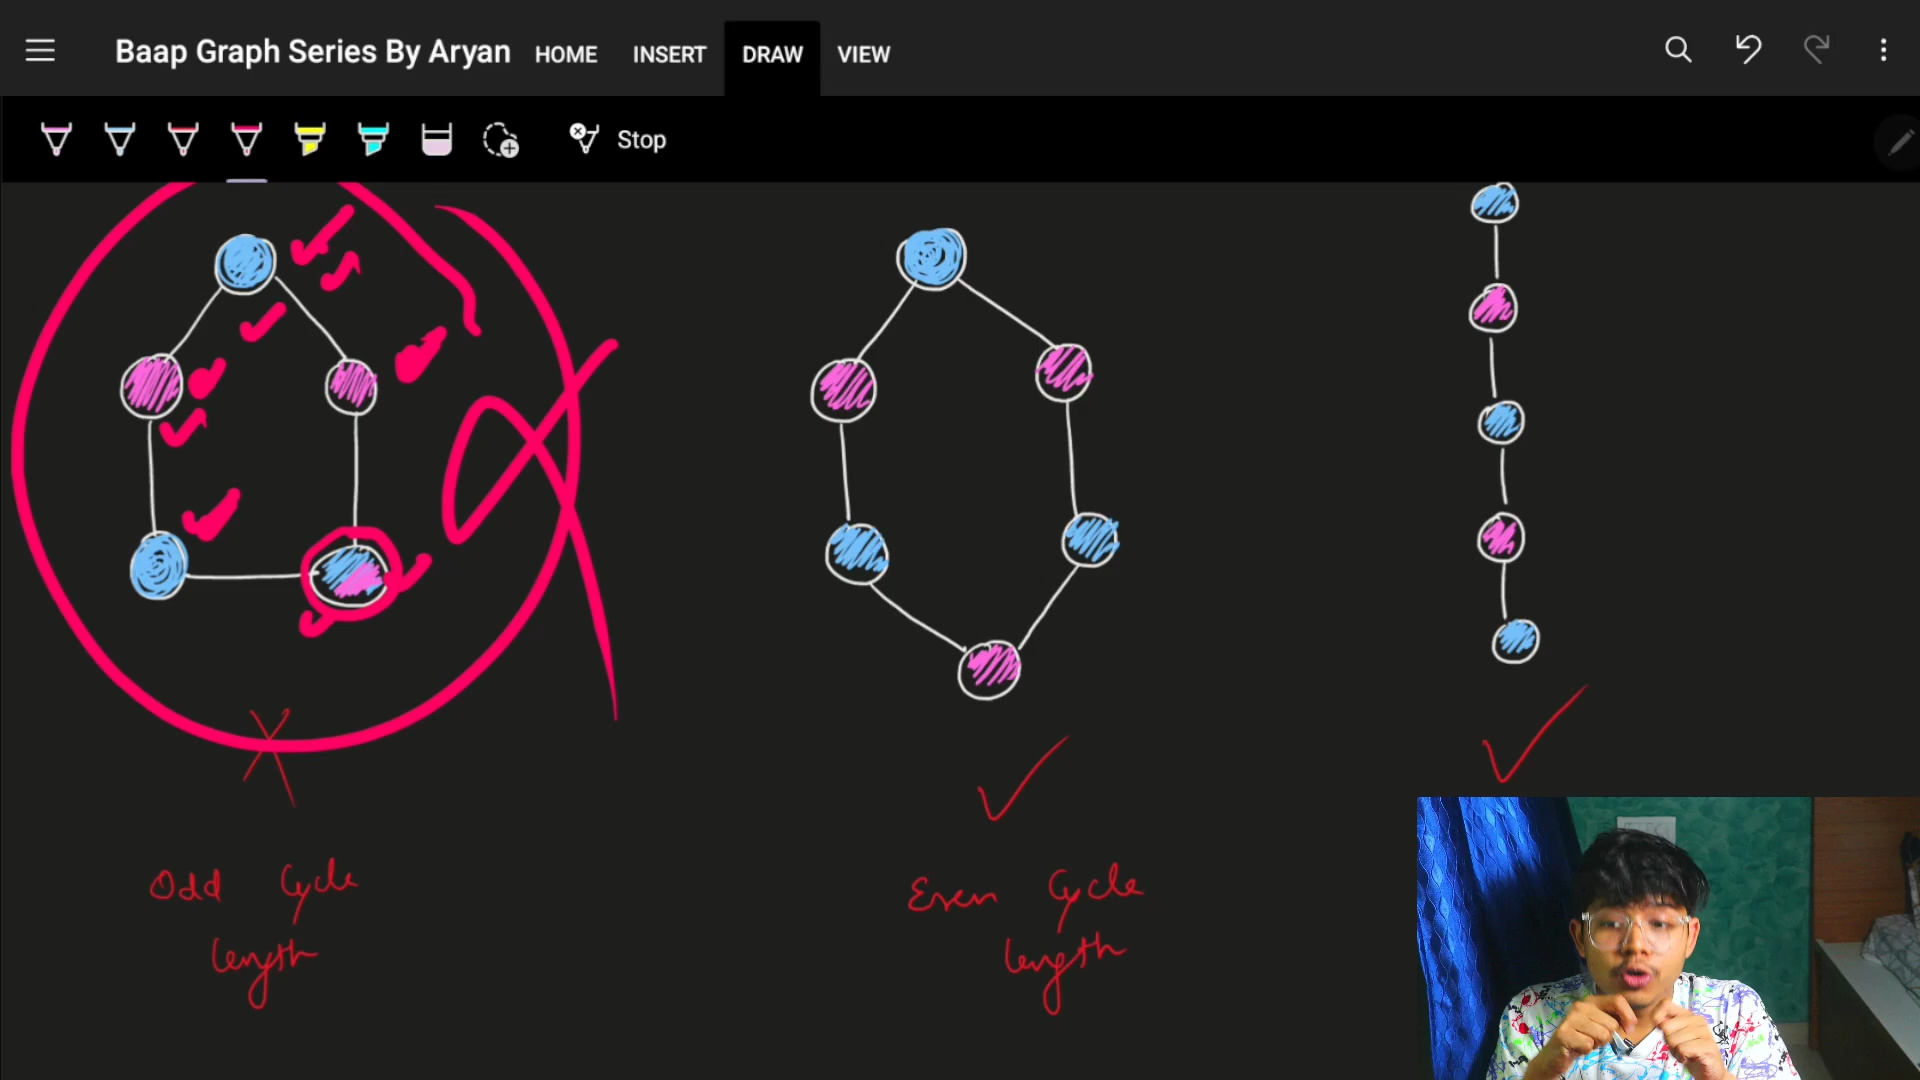 Baap Graph Series By Aryan HOME INSERT DRAW VIEW
Stop
Odd Cycle
length
Even Cycle
length